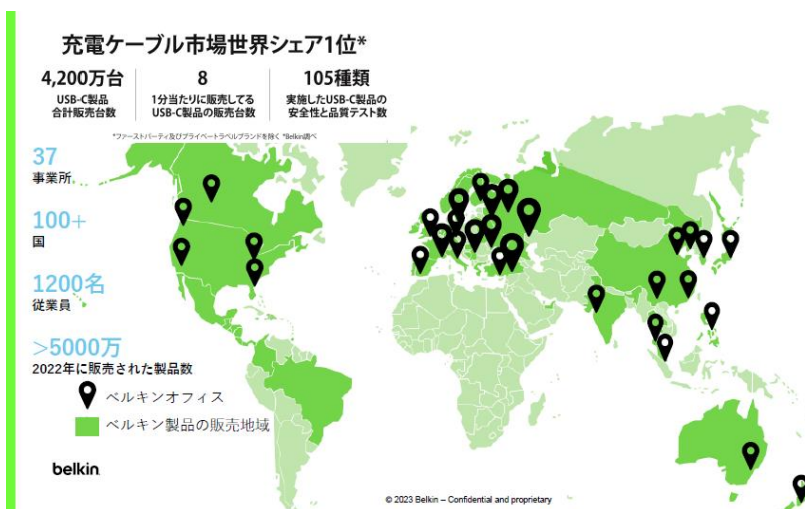 充電ケーブル市場世界シェア1位*
4,200万台
USB-C製品
合計販売台数
8
1分当たりに販売してる
USB-C製品の販売台数
105種類
実施したUSB-C製品の
安全性と品質テスト数
*ファーストパーティ及びプライベートラベルブランドを除く *Belkin調べ
37
事業所
100+
国
1200名
従業員
>5000万
2022年に販売された製品数
ベルキンオフィス
ベルキン製品の販売地域
belkin
© 2023 Belkin – Confidential and proprietary